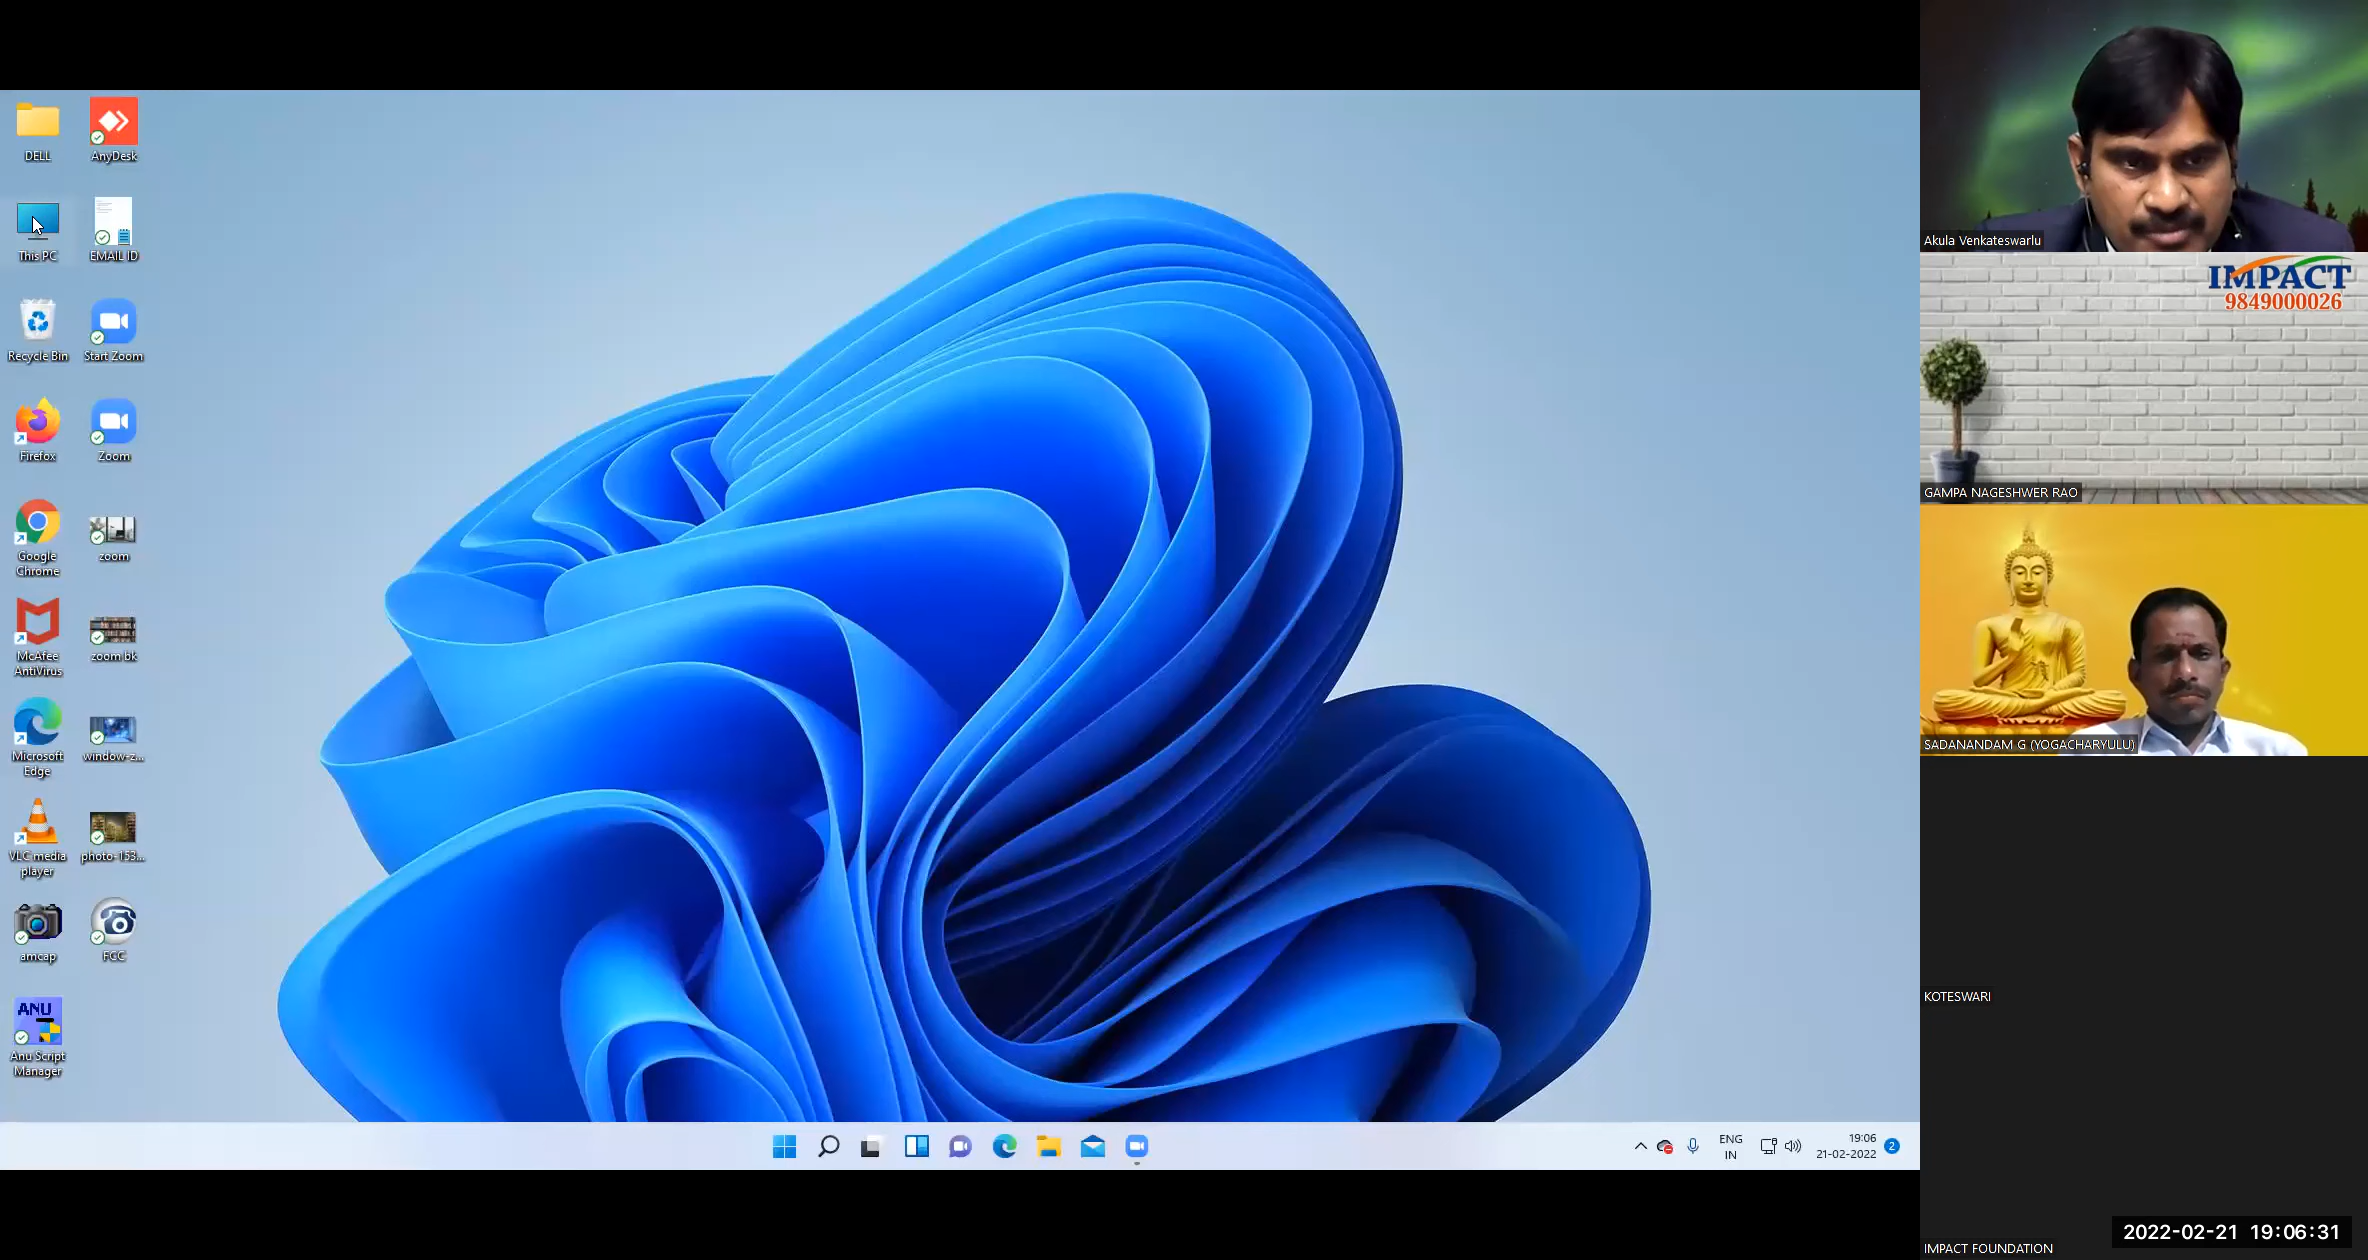 DELL
AnyDesk
This PC
EMAIL ID
Recycle Bin
Start Zoom
Firefox
Zoom
Google
Chrome
zoom
McAfee
AntiVirus
zoom bk
Microsoft
Edge
window-z...
VLC media
player
photo-153...
amcap
FCC
ANU
Anu Script
Manager
ENG
IN
19:06
21-02-2022
2
Akula Venkateswarlu
IMPACT
9849000026
GAMPA NAGESHWER RAO
SADANANDAM G (YOGACHARYULU)
KOTESWARI
2022-02-21 19:06:31
IMPACT FOUNDATION